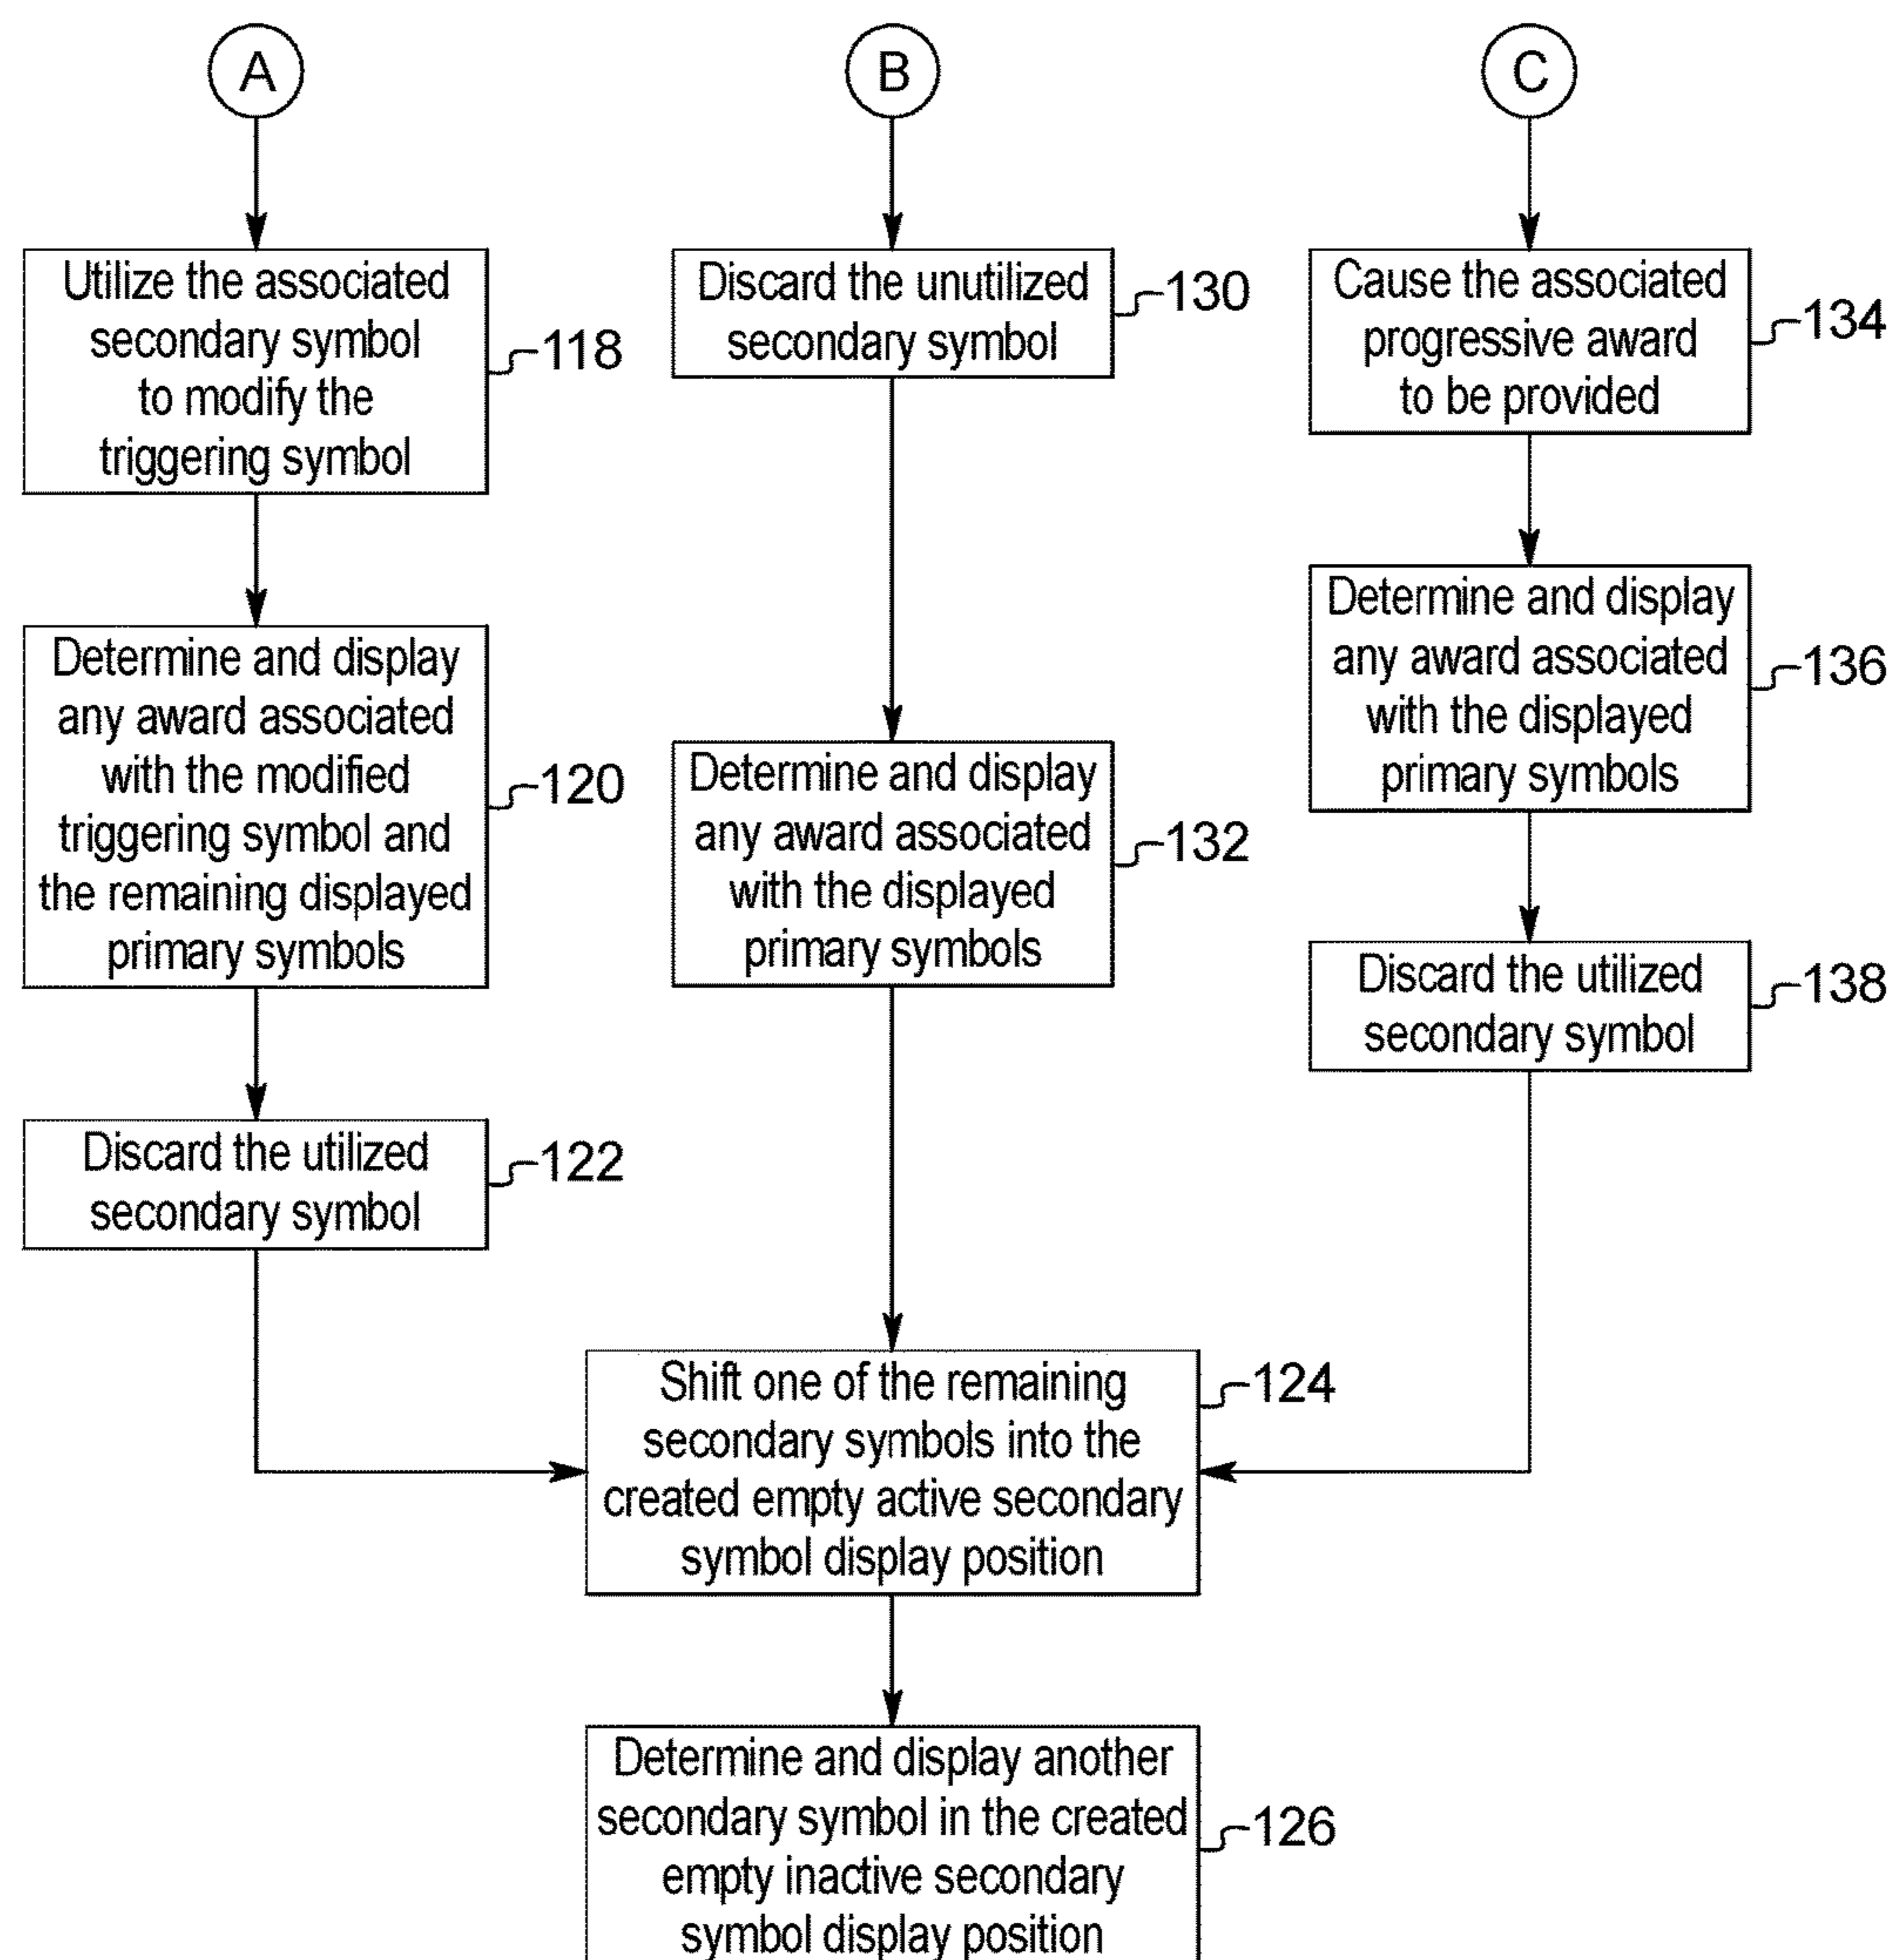 A
B
C
Utilize the associated
secondary symbol
to modify the
triggering symbol
118
Determine and display
any award associated
with the modified
triggering symbol and
the remaining displayed
primary symbols
120
Discard the utilized
secondary symbol
122
Discard the unutilized
secondary symbol
130
Determine and display
any award associated
with the displayed
primary symbols
132
Cause the associated
progressive award
to be provided
134
Determine and display
any award associated
with the displayed
primary symbols
136
Discard the utilized
secondary symbol
138
Shift one of the remaining
secondary symbols into the
created empty active secondary
symbol display position
124
Determine and display another
secondary symbol in the created
empty inactive secondary
symbol display position
126